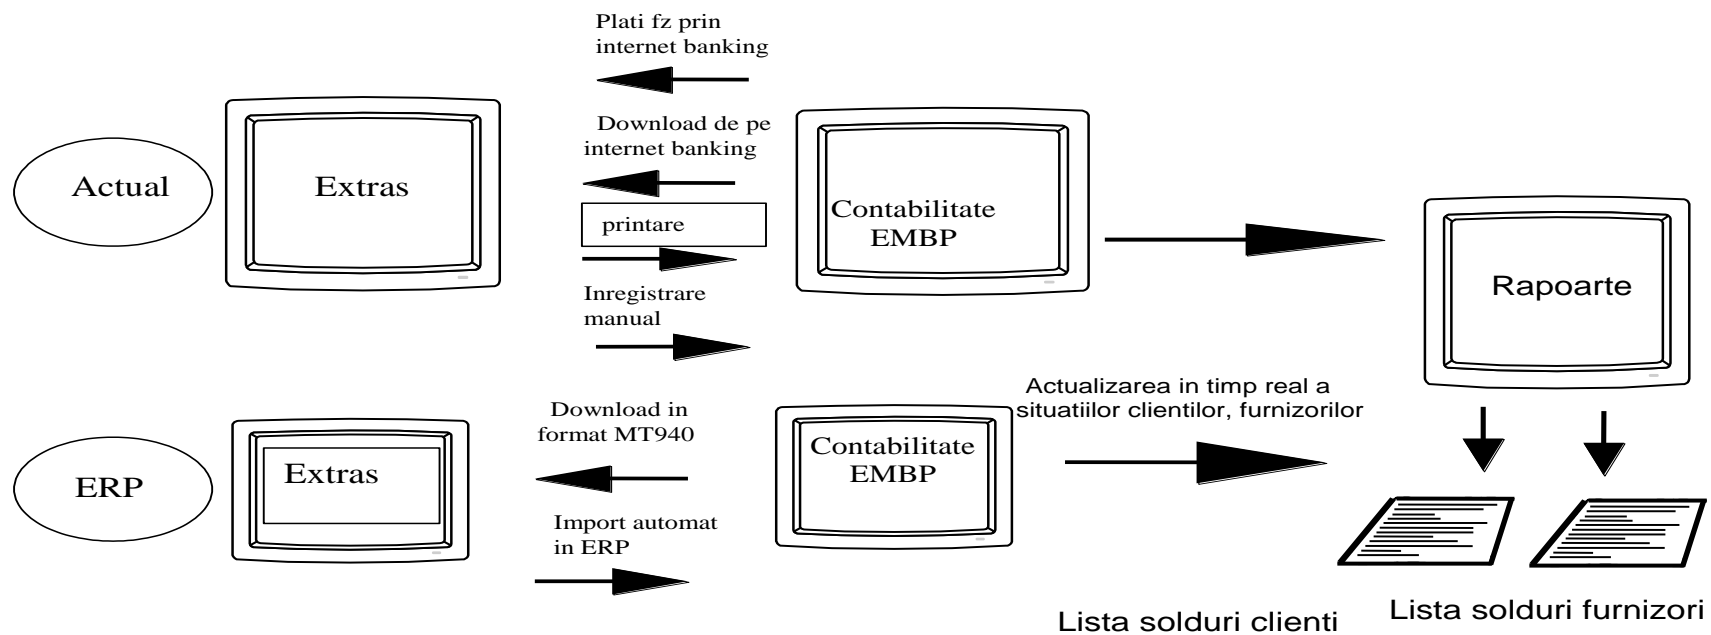 Plati fz prin
internet banking
Download de pe
internet banking
Actual
Extras
printare
Contabilitate
EMBP
Inregistrare
manual
Rapoarte
Actualizarea in timp real a
situatiilor clientilor, furnizorilor
Download in
format MT940
ERP
Extras
Contabilitate
EMBP
Import automat
in ERP
Lista solduri clienti
Lista solduri furnizori